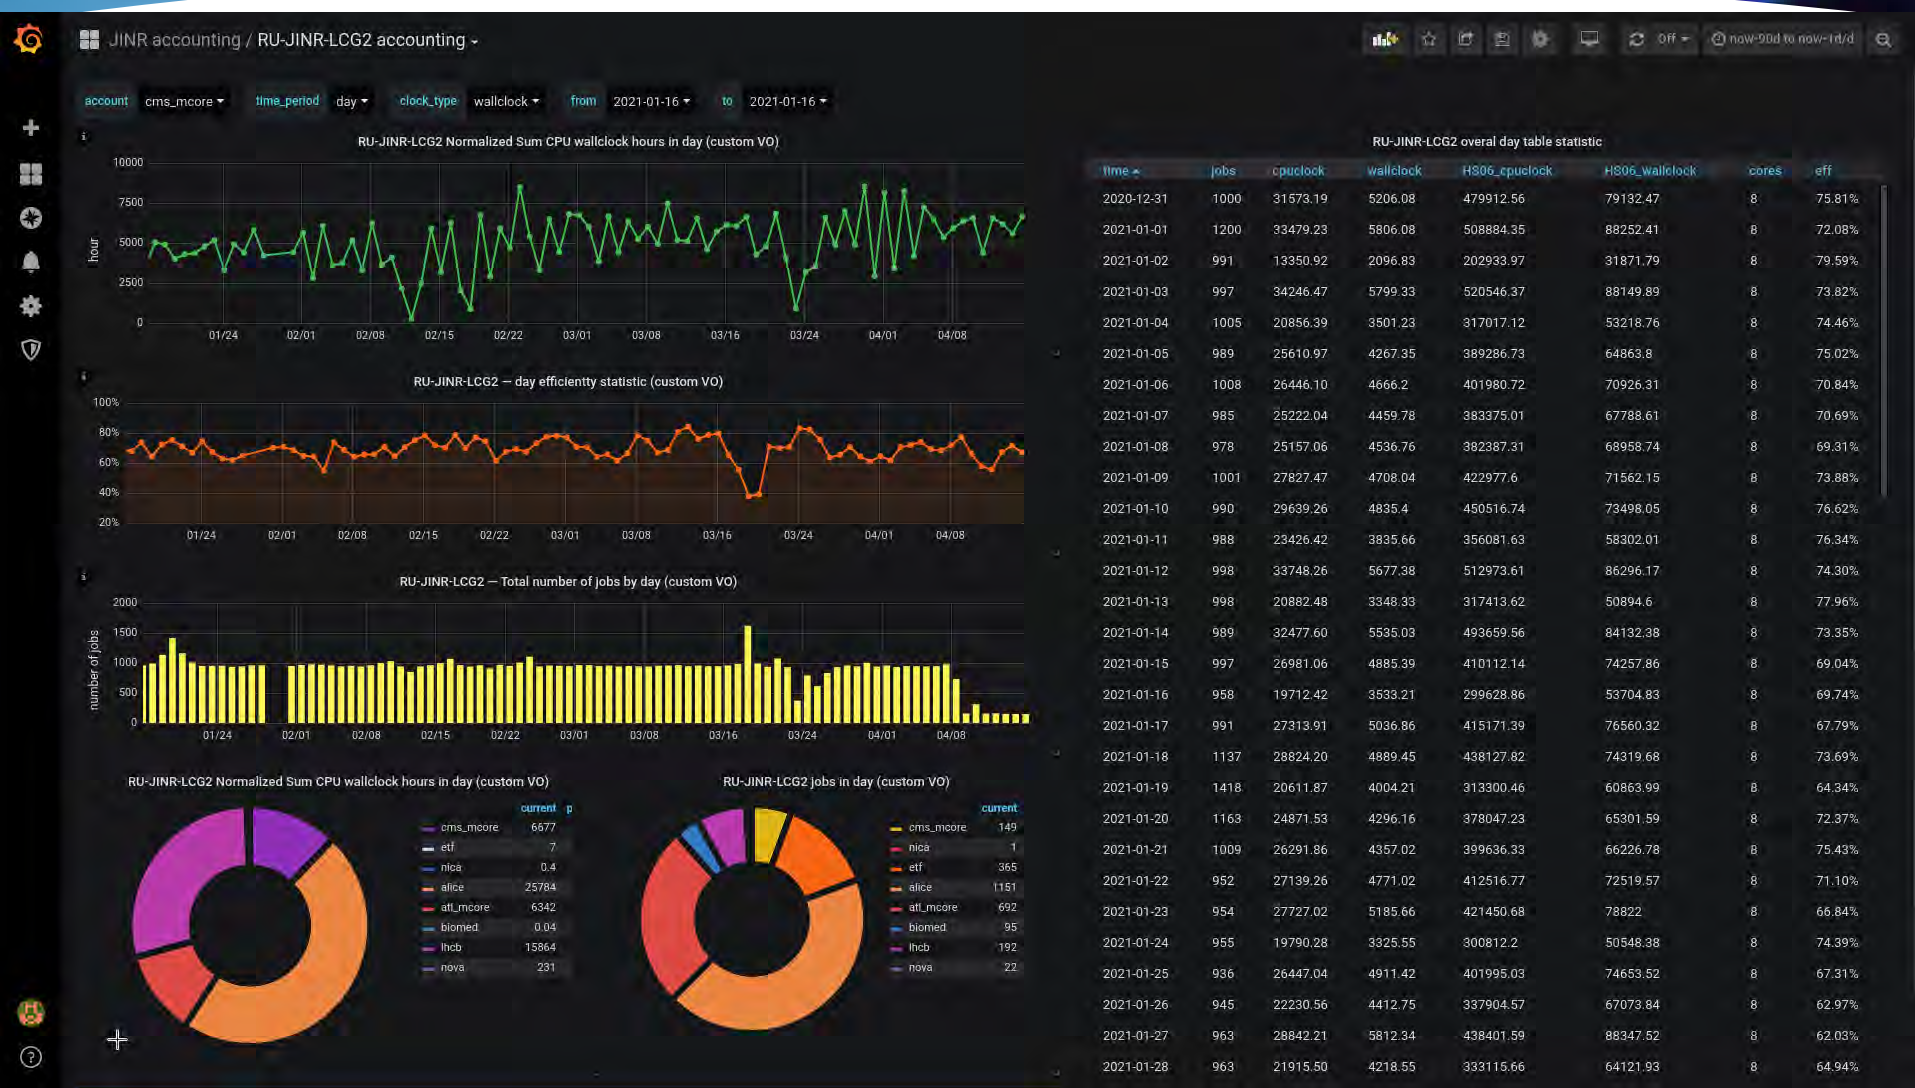 JINR accounting / RU-JINR-LCG2 accounting
Off
now-90d to now-1d/d
account cms_mcore time_period day clock_type wallclock from 2021-01-16 to 2021-01-16
RU-JINR-LCG2 Normalized Sum CPU wallclock hours in day (custom VO)
hour
10000
7500
5000
2500
0
01/24 02/01 02/08 02/15 02/22 03/01 03/08 03/16 03/24 04/01 04/08
RU-JINR-LCG2 — day efficientty statistic (custom VO)
100%
80%
60%
40%
20%
01/24 02/01 02/08 02/15 02/22 03/01 03/08 03/16 03/24 04/01 04/08
RU-JINR-LCG2 — Total number of jobs by day (custom VO)
number of jobs
2000
1500
1000
500
0
01/24 02/01 02/08 02/15 02/22 03/01 03/08 03/16 03/24 04/01 04/08
RU-JINR-LCG2 Normalized Sum CPU wallclock hours in day (custom VO)
current p
cms_mcore 6677
etf 7
nica 0.4
alice 25784
atl_mcore 6342
biomed 0.04
lhcb 15864
nova 231
RU-JINR-LCG2 jobs in day (custom VO)
current
cms_mcore 149
nica 1
etf 365
alice 1151
atl_mcore 692
biomed 95
lhcb 192
nova 22
RU-JINR-LCG2 overal day table statistic
time jobs cpuclock wallclock HS06_cpuclock HS06_wallclock cores eff
2020-12-31 1000 31573.19 5206.08 479912.56 79132.47 8 75.81%
2021-01-01 1200 33479.23 5806.08 508884.35 88252.41 8 72.08%
2021-01-02 991 13350.92 2096.83 202933.97 31871.79 8 79.59%
2021-01-03 997 34246.47 5799.33 520546.37 88149.89 8 73.82%
2021-01-04 1005 20856.39 3501.23 317017.12 53218.76 8 74.46%
2021-01-05 989 25610.97 4267.35 389286.73 64863.8 8 75.02%
2021-01-06 1008 26446.10 4666.2 401980.72 70926.31 8 70.84%
2021-01-07 985 25222.04 4459.78 383375.01 67788.61 8 70.69%
2021-01-08 978 25157.06 4536.76 382387.31 68958.74 8 69.31%
2021-01-09 1001 27827.47 4708.04 422977.6 71562.15 8 73.88%
2021-01-10 990 29639.26 4835.4 450516.74 73498.05 8 76.62%
2021-01-11 988 23426.42 3835.66 356081.63 58302.01 8 76.34%
2021-01-12 998 33748.26 5677.38 512973.61 86296.17 8 74.30%
2021-01-13 998 20882.48 3348.33 317413.62 50894.6 8 77.96%
2021-01-14 989 32477.60 5535.03 493659.56 84132.38 8 73.35%
2021-01-15 997 26981.06 4885.39 410112.14 74257.86 8 69.04%
2021-01-16 958 19712.42 3533.21 299628.86 53704.83 8 69.74%
2021-01-17 991 27313.91 5036.86 415171.39 76560.32 8 67.79%
2021-01-18 1137 28824.20 4889.45 438127.82 74319.68 8 73.69%
2021-01-19 1418 20611.87 4004.21 313300.46 60863.99 8 64.34%
2021-01-20 1163 24871.53 4296.16 378047.23 65301.59 8 72.37%
2021-01-21 1009 26291.86 4357.02 399636.33 66226.78 8 75.43%
2021-01-22 952 27139.26 4771.02 412516.77 72519.57 8 71.10%
2021-01-23 954 27727.02 5185.66 421450.68 78822 8 66.84%
2021-01-24 955 19790.28 3325.55 300812.2 50548.38 8 74.39%
2021-01-25 936 26447.04 4911.42 401995.03 74653.52 8 67.31%
2021-01-26 945 22230.56 4412.75 337904.57 67073.84 8 62.97%
2021-01-27 963 28842.21 5812.34 438401.59 88347.52 8 62.03%
2021-01-28 963 21915.50 4218.55 333115.66 64121.93 8 64.94%